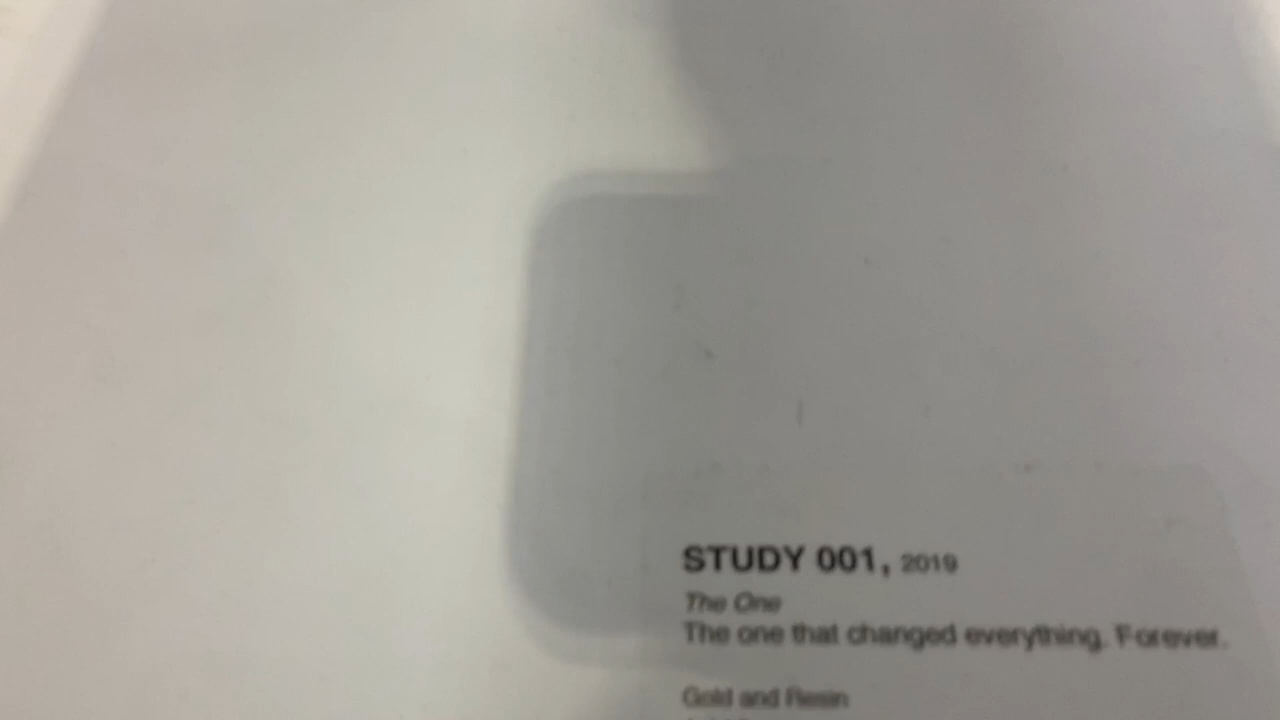 STUDY 001, 2019
The One
The one that changed everything. Forever.
Gold and Resin